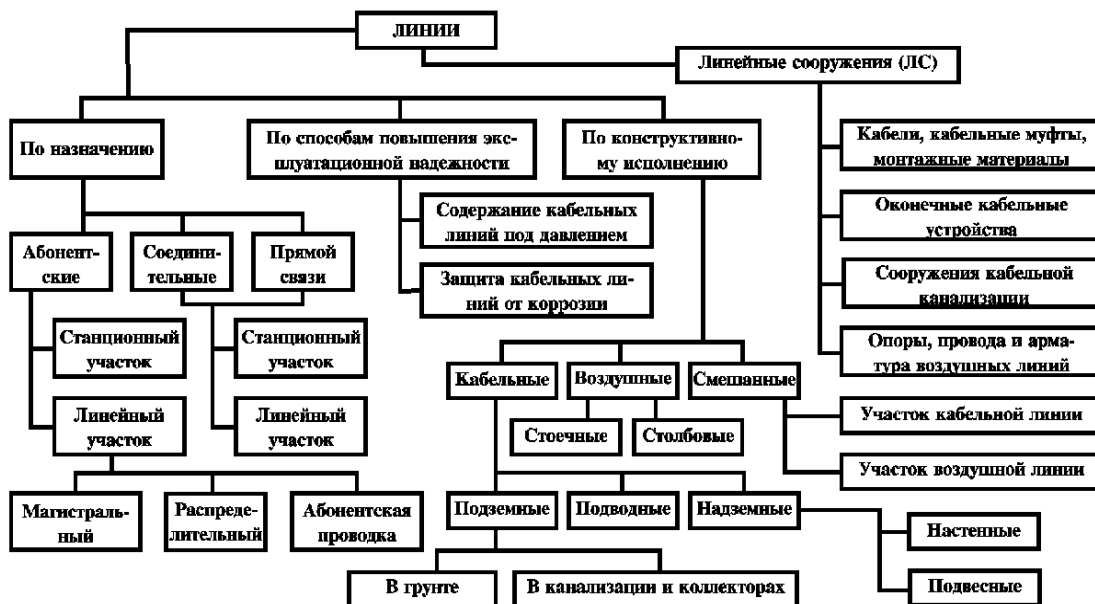 ЛИНИИ
Линейные сооружения (ЛС)
По назначению
По способам повышения экс-
плуатационной вадежности
По конструктивно-
му исполнению
Кабели, кабельные муфты,
монтажные материалы
Оконечные кабельные
устройства
Сооружения кабельной
канализации
Опоры, провода и арма-
тура воздушных линий
Содержание кабельных
линий под давлением
Защита кабельных ли-
ний от коррозии
Абонент-
ские
Соедини-
тельные
Прямой
связи
Станционный
участок
Станционный
участок
Линейный
участок
Линейный
участок
Магистраль-
ный
Распреде-
лительный
Абонентская
проводка
Кабельные
Воздушные
Смешанные
Стоечные
Столбовые
Участок кабельной линии
Участок воздушной линии
Подземные
Подводные
Надземные
Настенные
Подвесные
В грунте
В канализации и коллекторах